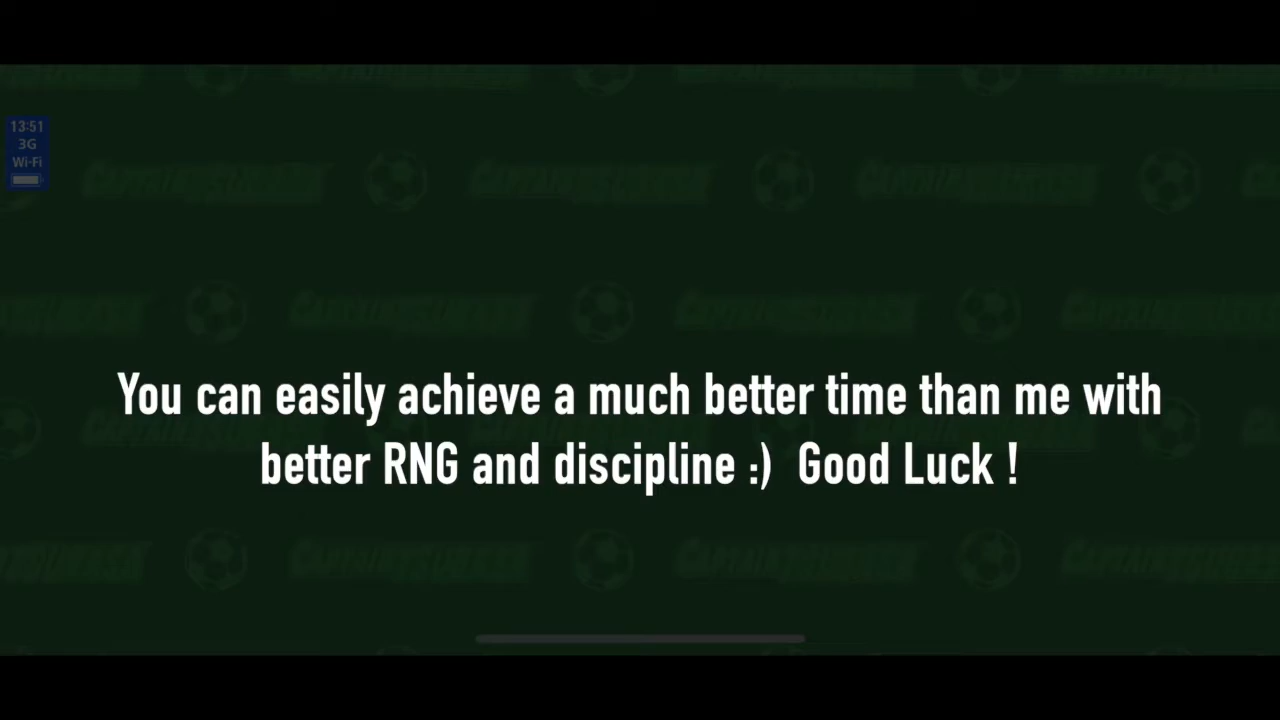 13:51
3G
Wi-Fi
You can easily achieve a much better time than me with
better RNG and discipline :) Good Luck !